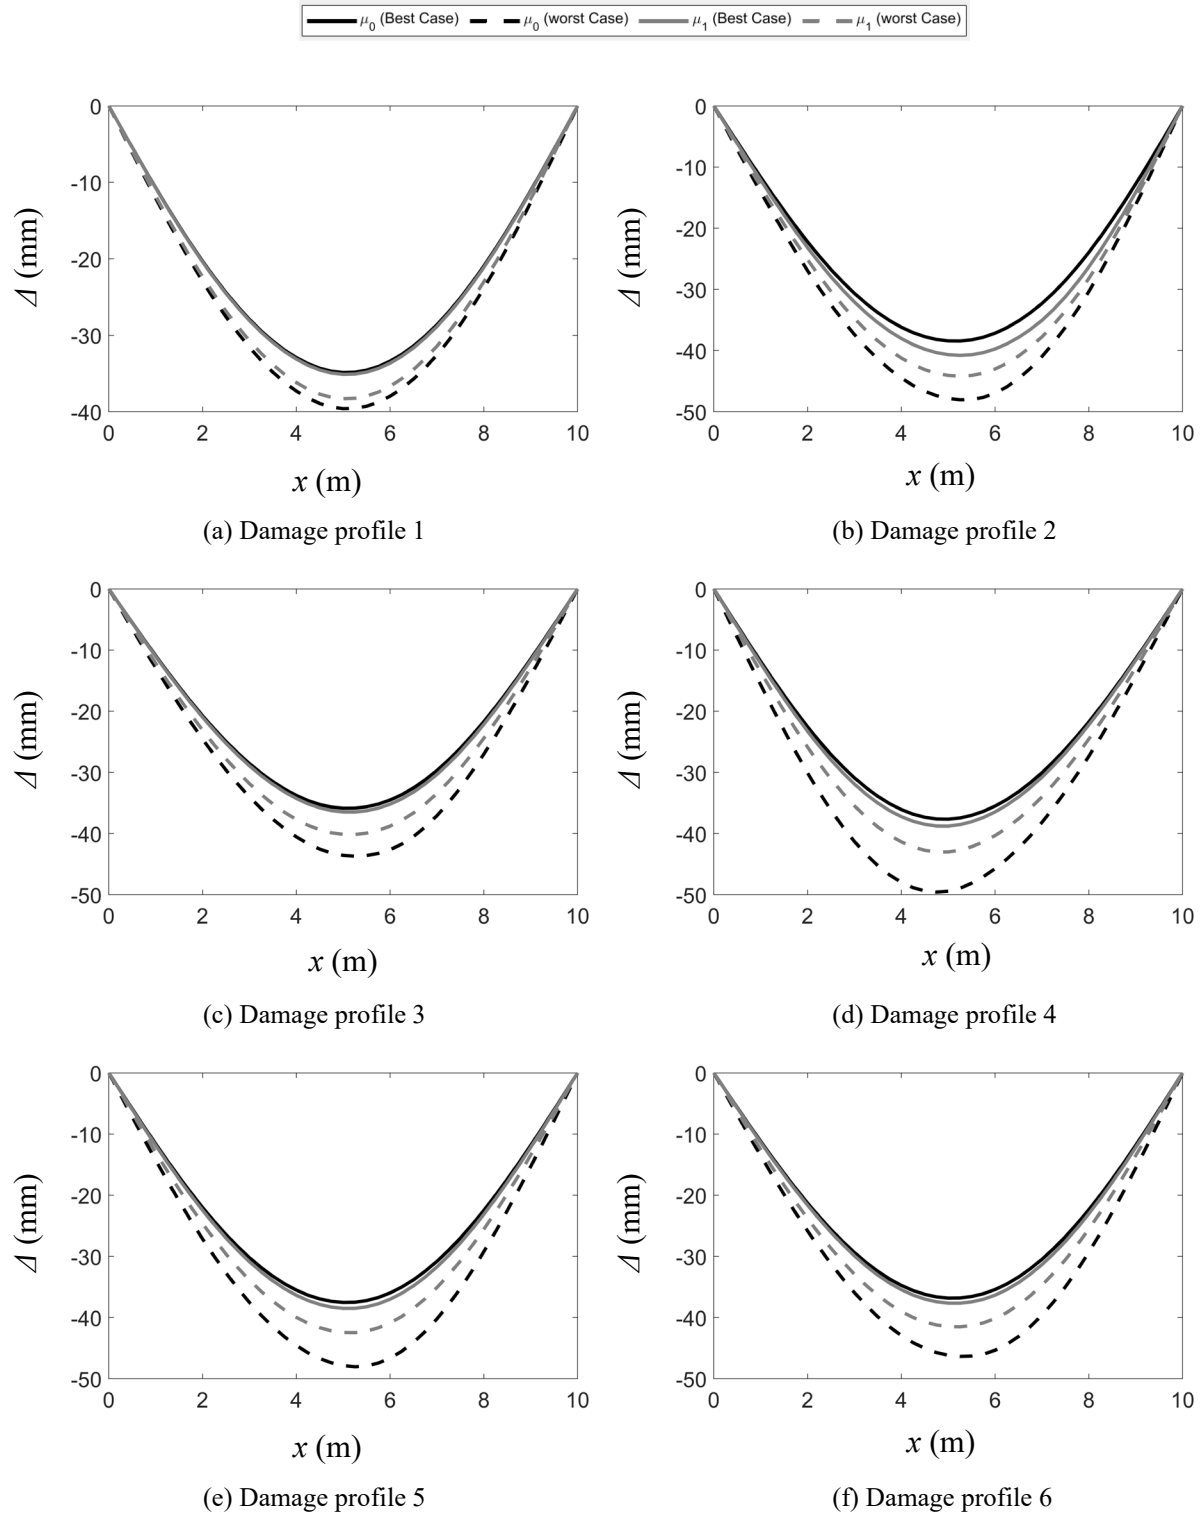 μ0 (Best Case) μ0 (worst Case) μ1 (Best Case) μ1 (worst Case)
0
-10
-20
-30
-40
0 2 4 6 8 10
Δ (mm)
x (m)
(a) Damage profile 1
0
-10
-20
-30
-40
-50
0 2 4 6 8 10
Δ (mm)
x (m)
(b) Damage profile 2
0
-10
-20
-30
-40
-50
0 2 4 6 8 10
Δ (mm)
x (m)
(c) Damage profile 3
0
-10
-20
-30
-40
-50
0 2 4 6 8 10
Δ (mm)
x (m)
(d) Damage profile 4
0
-10
-20
-30
-40
-50
0 2 4 6 8 10
Δ (mm)
x (m)
(e) Damage profile 5
0
-10
-20
-30
-40
-50
0 2 4 6 8 10
Δ (mm)
x (m)
(f) Damage profile 6